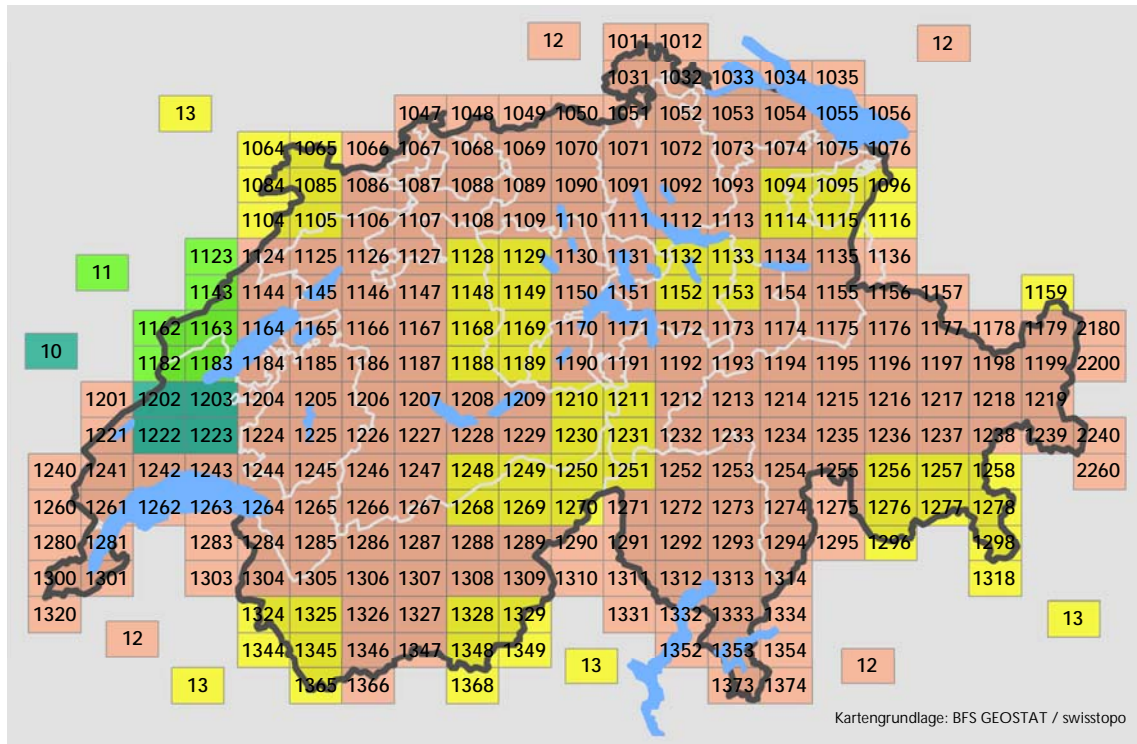 12 1011 1012 12
1031 1032 1033 1034 1035
13 1047 1048 1049 1050 1051 1052 1053 1054 1055 1056
1064 1065 1066 1067 1068 1069 1070 1071 1072 1073 1074 1075 1076
1084 1085 1086 1087 1088 1089 1090 1091 1092 1093 1094 1095 1096
1104 1105 1106 1107 1108 1109 1110 1111 1112 1113 1114 1115 1116
11 1123 1124 1125 1126 1127 1128 1129 1130 1131 1132 1133 1134 1135 1136
1143 1144 1145 1146 1147 1148 1149 1150 1151 1152 1153 1154 1155 1156 1157 1159
1162 1163 1164 1165 1166 1167 1168 1169 1170 1171 1172 1173 1174 1175 1176 1177 1178 1179 2180
10 1182 1183 1184 1185 1186 1187 1188 1189 1190 1191 1192 1193 1194 1195 1196 1197 1198 1199 2200
1201 1202 1203 1204 1205 1206 1207 1208 1209 1210 1211 1212 1213 1214 1215 1216 1217 1218 1219
1221 1222 1223 1224 1225 1226 1227 1228 1229 1230 1231 1232 1233 1234 1235 1236 1237 1238 1239 2240
1240 1241 1242 1243 1244 1245 1246 1247 1248 1249 1250 1251 1252 1253 1254 1255 1256 1257 1258 2260
1260 1261 1262 1263 1264 1265 1266 1267 1268 1269 1270 1271 1272 1273 1274 1275 1276 1277 1278
1280 1281 1283 1284 1285 1286 1287 1288 1289 1290 1291 1292 1293 1294 1295 1296 1298
1300 1301 1303 1304 1305 1306 1307 1308 1309 1310 1311 1312 1313 1314 1318
1320 12 1324 1325 1326 1327 1328 1329 1331 1332 1333 1334 13
1344 1345 1346 1347 1348 1349 13 1352 1353 1354 12
13 1365 1366 1368 1373 1374
Kartengrundlage: BFS GEOSTAT / swisstopo